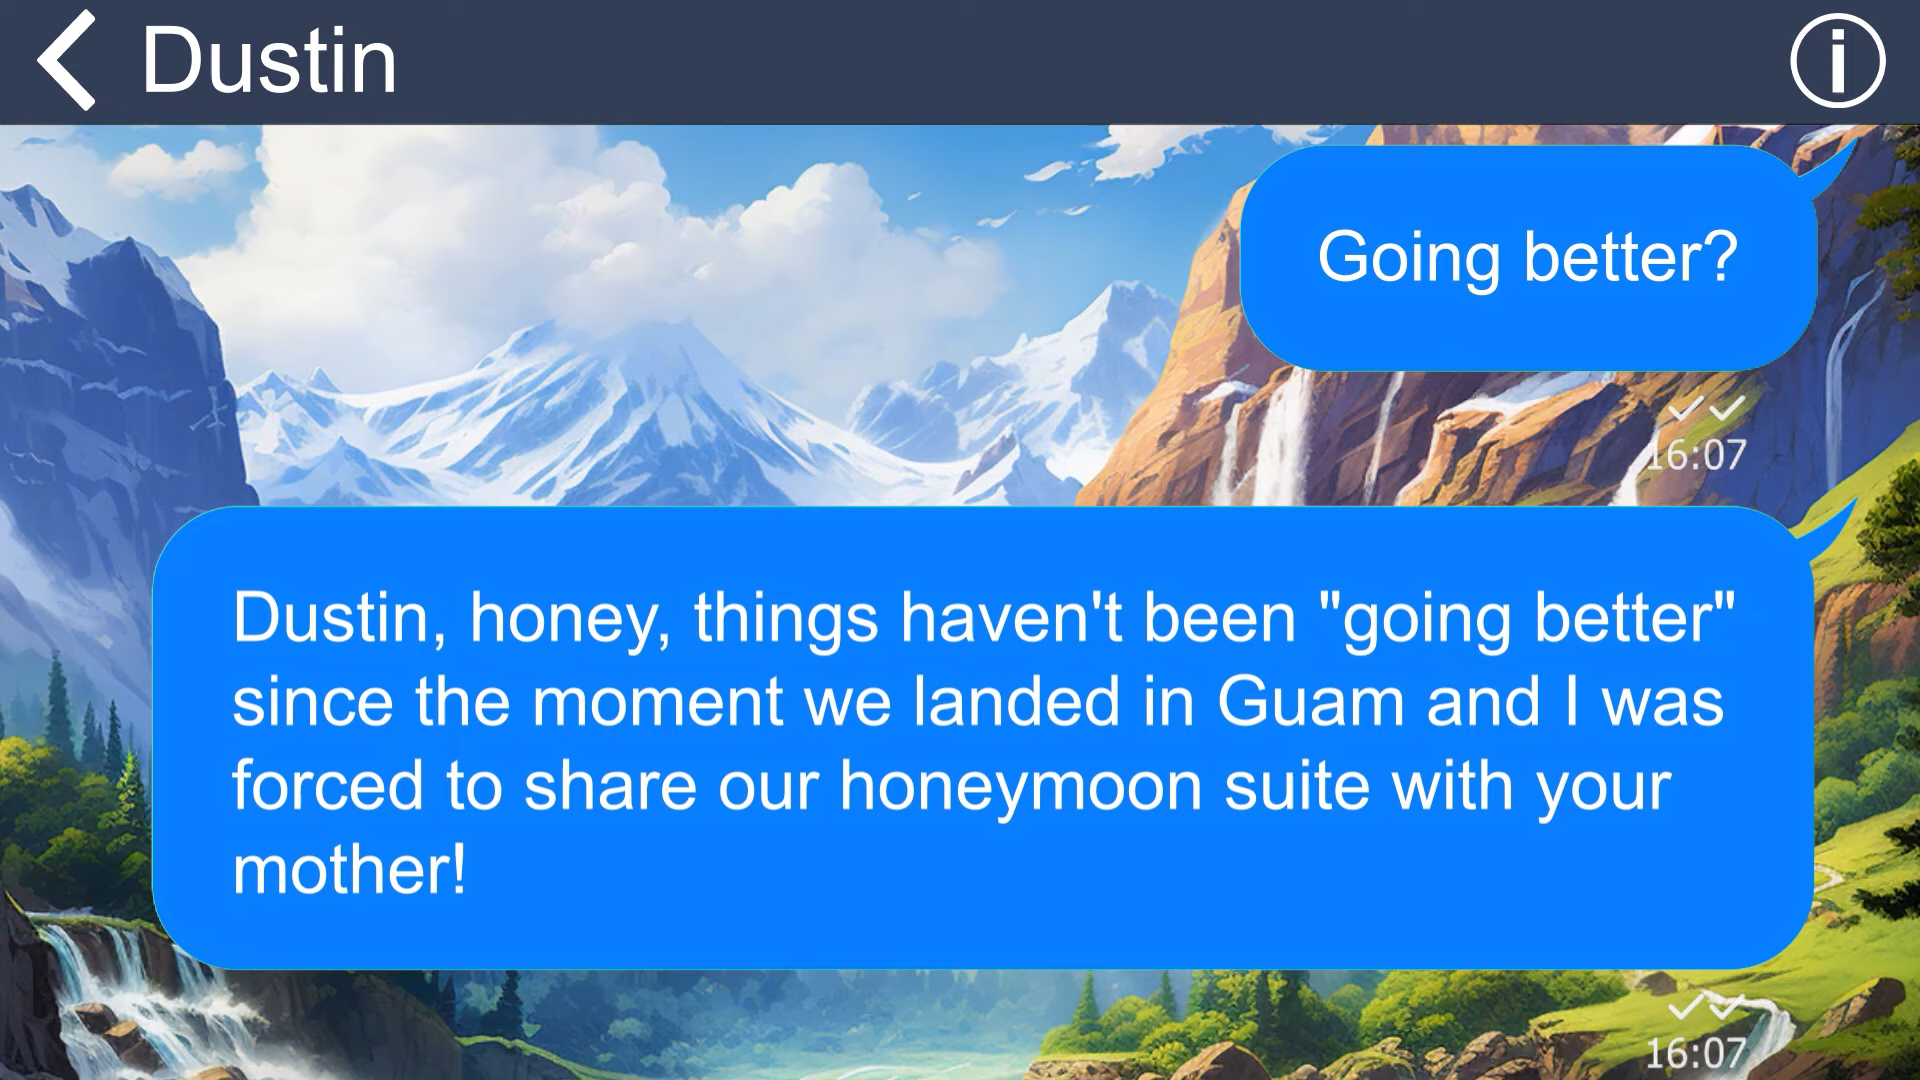 Dustin
Going better?
16:07
Dustin, honey, things haven't been "going better"
since the moment we landed in Guam and I was
forced to share our honeymoon suite with your
mother!
16:07